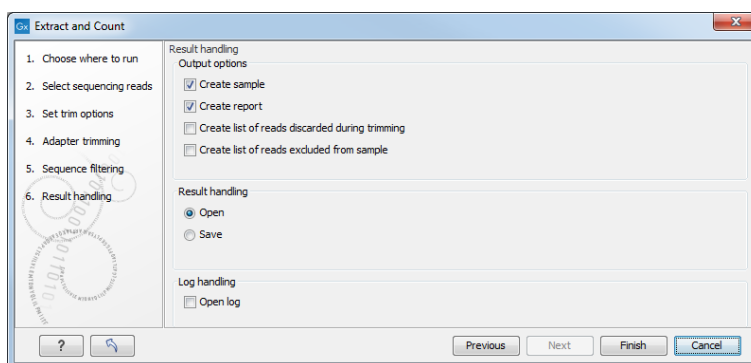 Gx Extract and Count
X
1. Choose where to run
2. Select sequencing reads
3. Set trim options
4. Adapter trimming
5. Sequence filtering
6. Result handling
Result handling
Output options
Create sample
Create report
Create list of reads discarded during trimming
Create list of reads excluded from sample
Result handling
Open
Save
Log handling
Open log
?
Previous
Next
Finish
Cancel